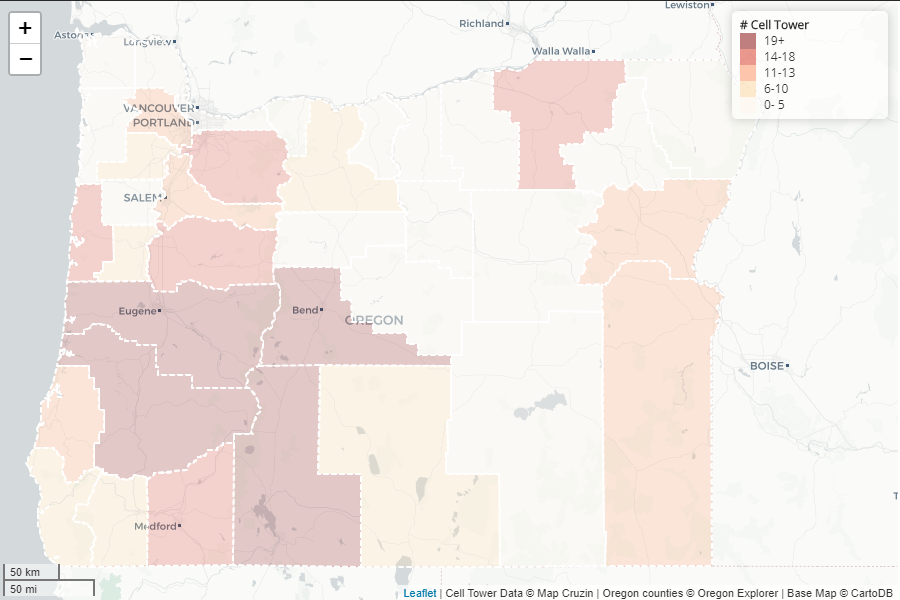 +
−
Lewiston
Richland
Astoria
Longview
Walla Walla
# Cell Tower
19+
14-18
11-13
6-10
0- 5
VANCOUVER
PORTLAND
SALEM
Eugene
Bend
OREGON
BOISE
Medford
50 km
50 mi
Leaflet | Cell Tower Data © Map Cruzin | Oregon counties © Oregon Explorer | Base Map © CartoDB